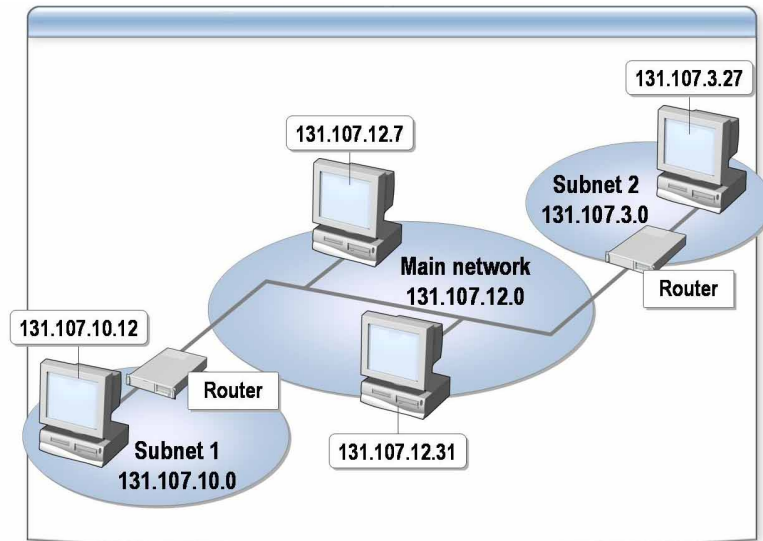 131.107.3.27
131.107.12.7
Subnet 2
131.107.3.0
Main network
131.107.12.0
Router
131.107.10.12
Router
131.107.12.31
Subnet 1
131.107.10.0